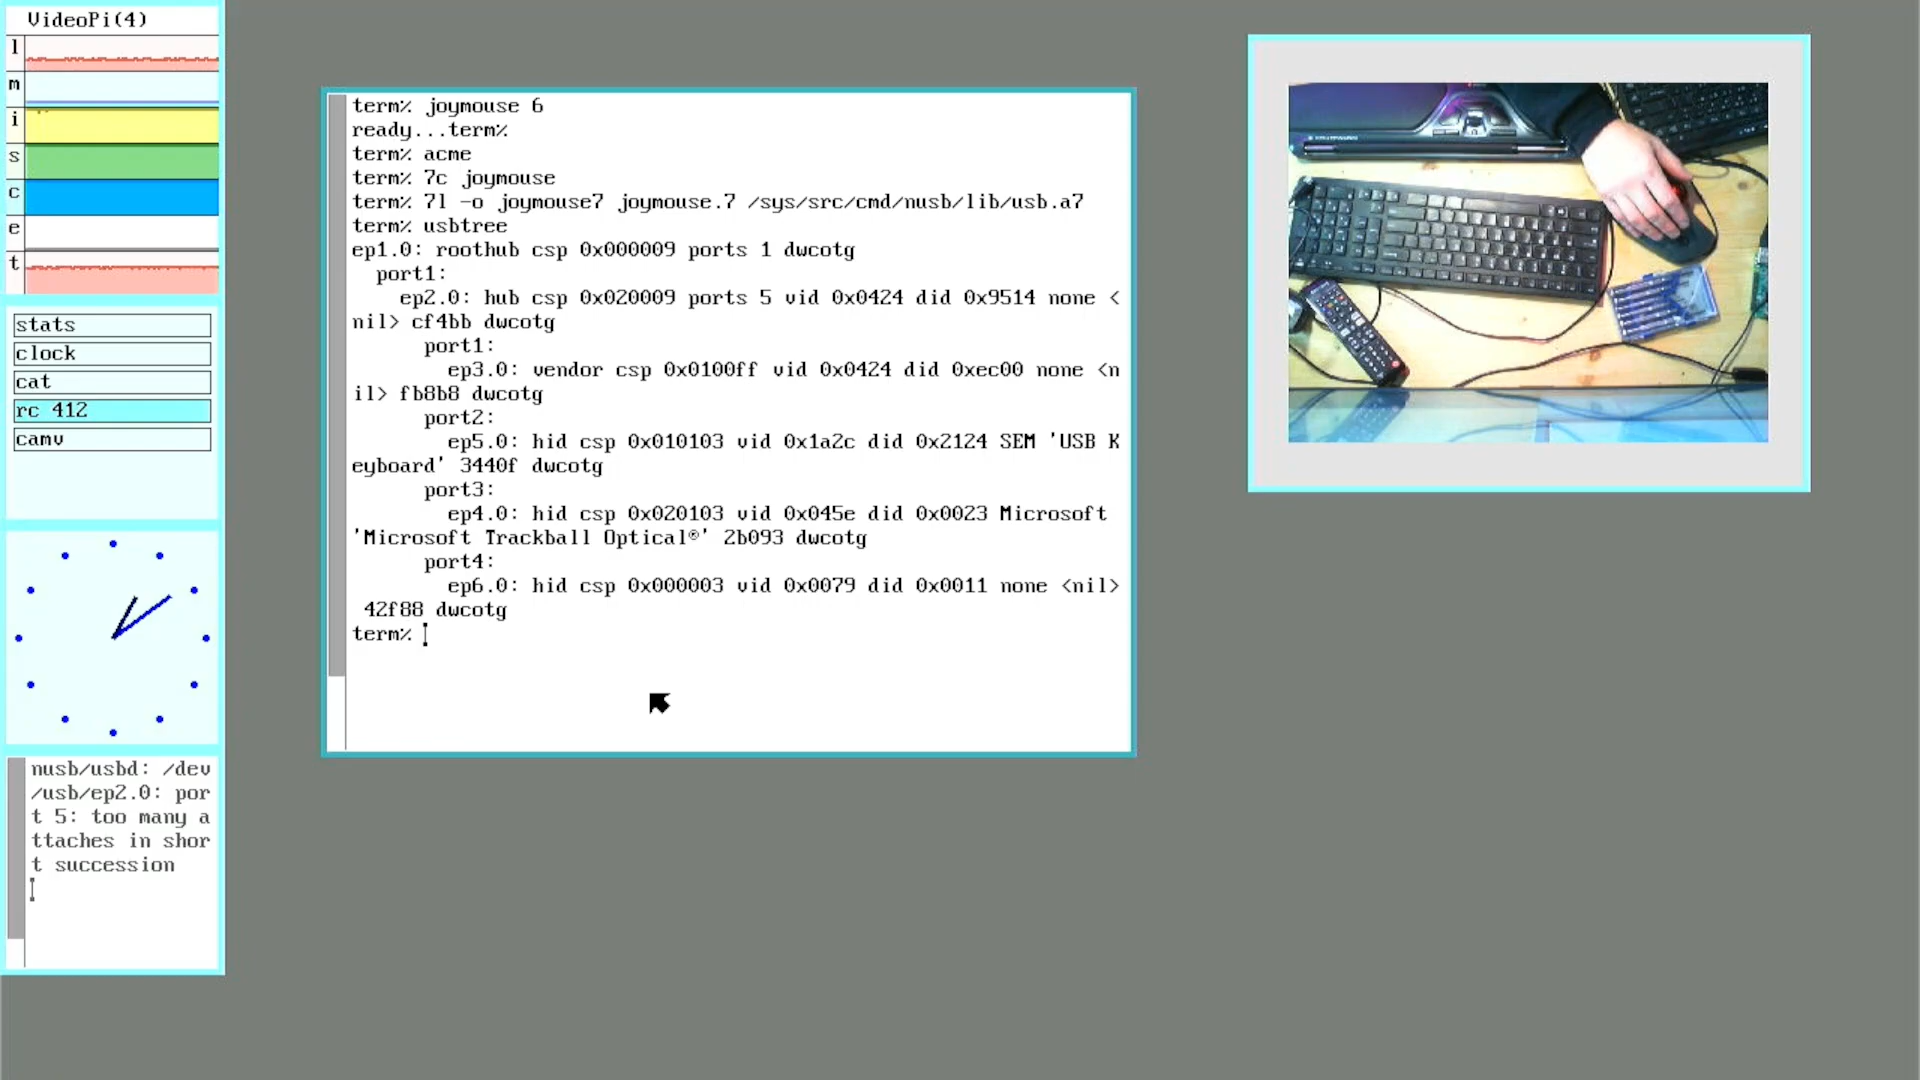 VideoPi(4)
l
m
i
s
c
e
t
stats
clock
cat
rc 412
camv
nusb/usbd: /dev
/usb/ep2.0: por
t 5: too many a
ttaches in shor
t succession
term% joymouse 6
ready...term%
term% acme
term% 7c joymouse
term% 7l -o joymouse7 joymouse.7 /sys/src/cmd/nusb/lib/usb.a7
term% usbtree
ep1.0: roothub csp 0x000009 ports 1 dwcotg
port1:
ep2.0: hub csp 0x020009 ports 5 vid 0x0424 did 0x9514 none <
nil> cf4bb dwcotg
port1:
ep3.0: vendor csp 0x0100ff vid 0x0424 did 0xec00 none <n
il> fb8b8 dwcotg
port2:
ep5.0: hid csp 0x010103 vid 0x1a2c did 0x2124 SEM 'USB K
eyboard' 3440f dwcotg
port3:
ep4.0: hid csp 0x020103 vid 0x045e did 0x0023 Microsoft
'Microsoft Trackball Optical®' 2b093 dwcotg
port4:
ep6.0: hid csp 0x000003 vid 0x0079 did 0x0011 none <nil>
42f88 dwcotg
term%